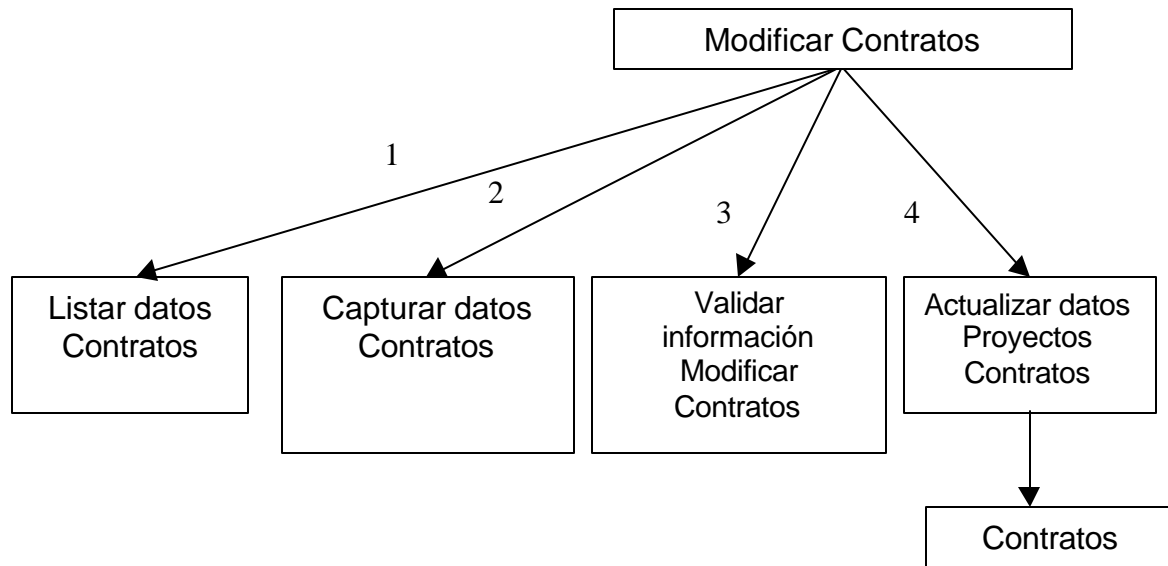 Modificar Contratos
1
2
3
4
Listar datos
Contratos
Capturar datos
Contratos
Validar
información
Modificar
Contratos
Actualizar datos
Proyectos
Contratos
Contratos